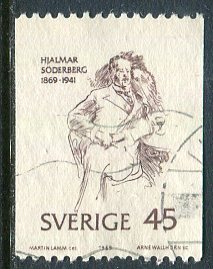 HJALMAR
SÖDERBERG
1869-1941
SVERIGE 45
MARTIN LAMM DEL 1969 ARNE WALLHORN SC